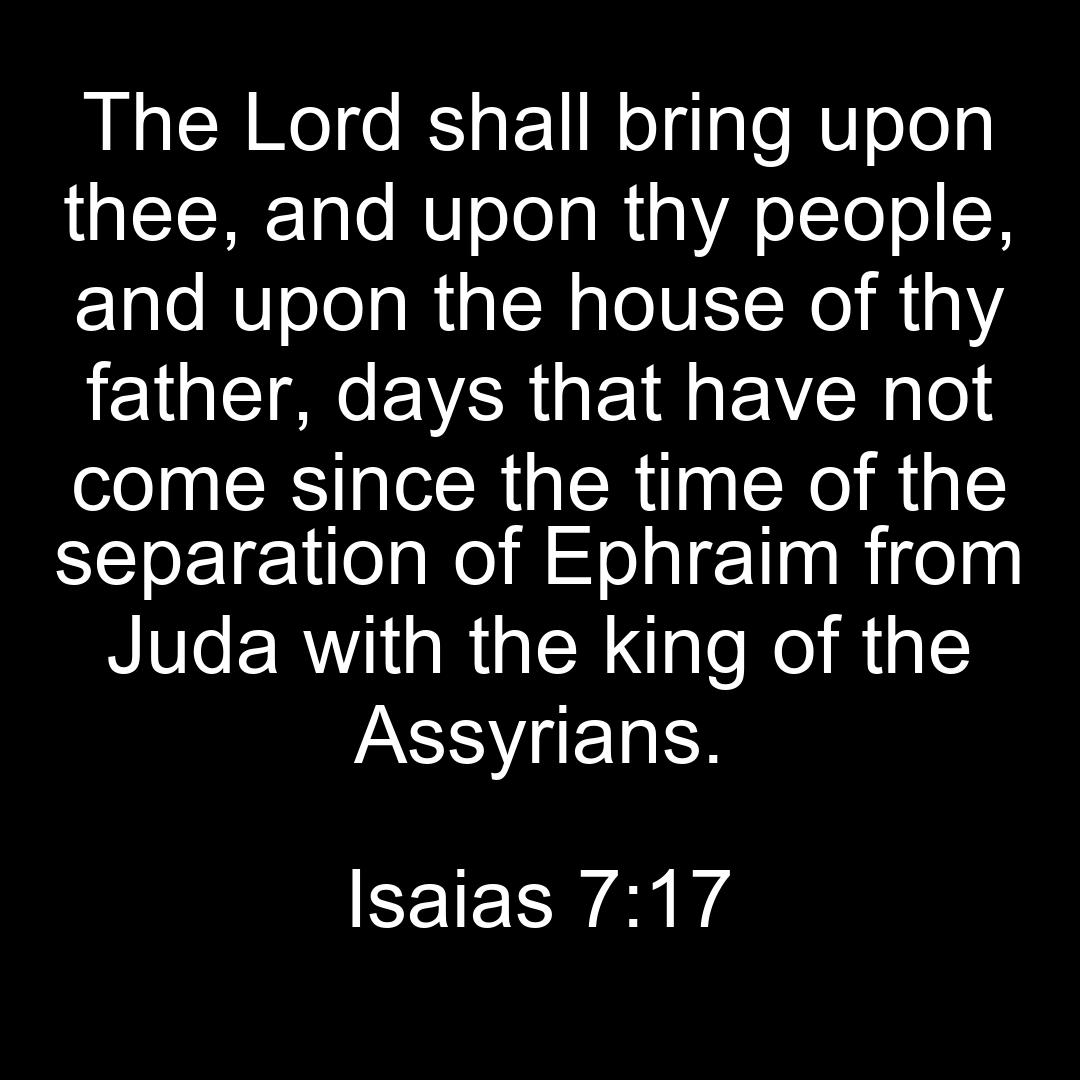 The Lord shall bring upon
thee, and upon thy people,
and upon the house of thy
father, days that have not
come since the time of the
separation of Ephraim from
Juda with the king of the
Assyrians.
Isaias 7:17